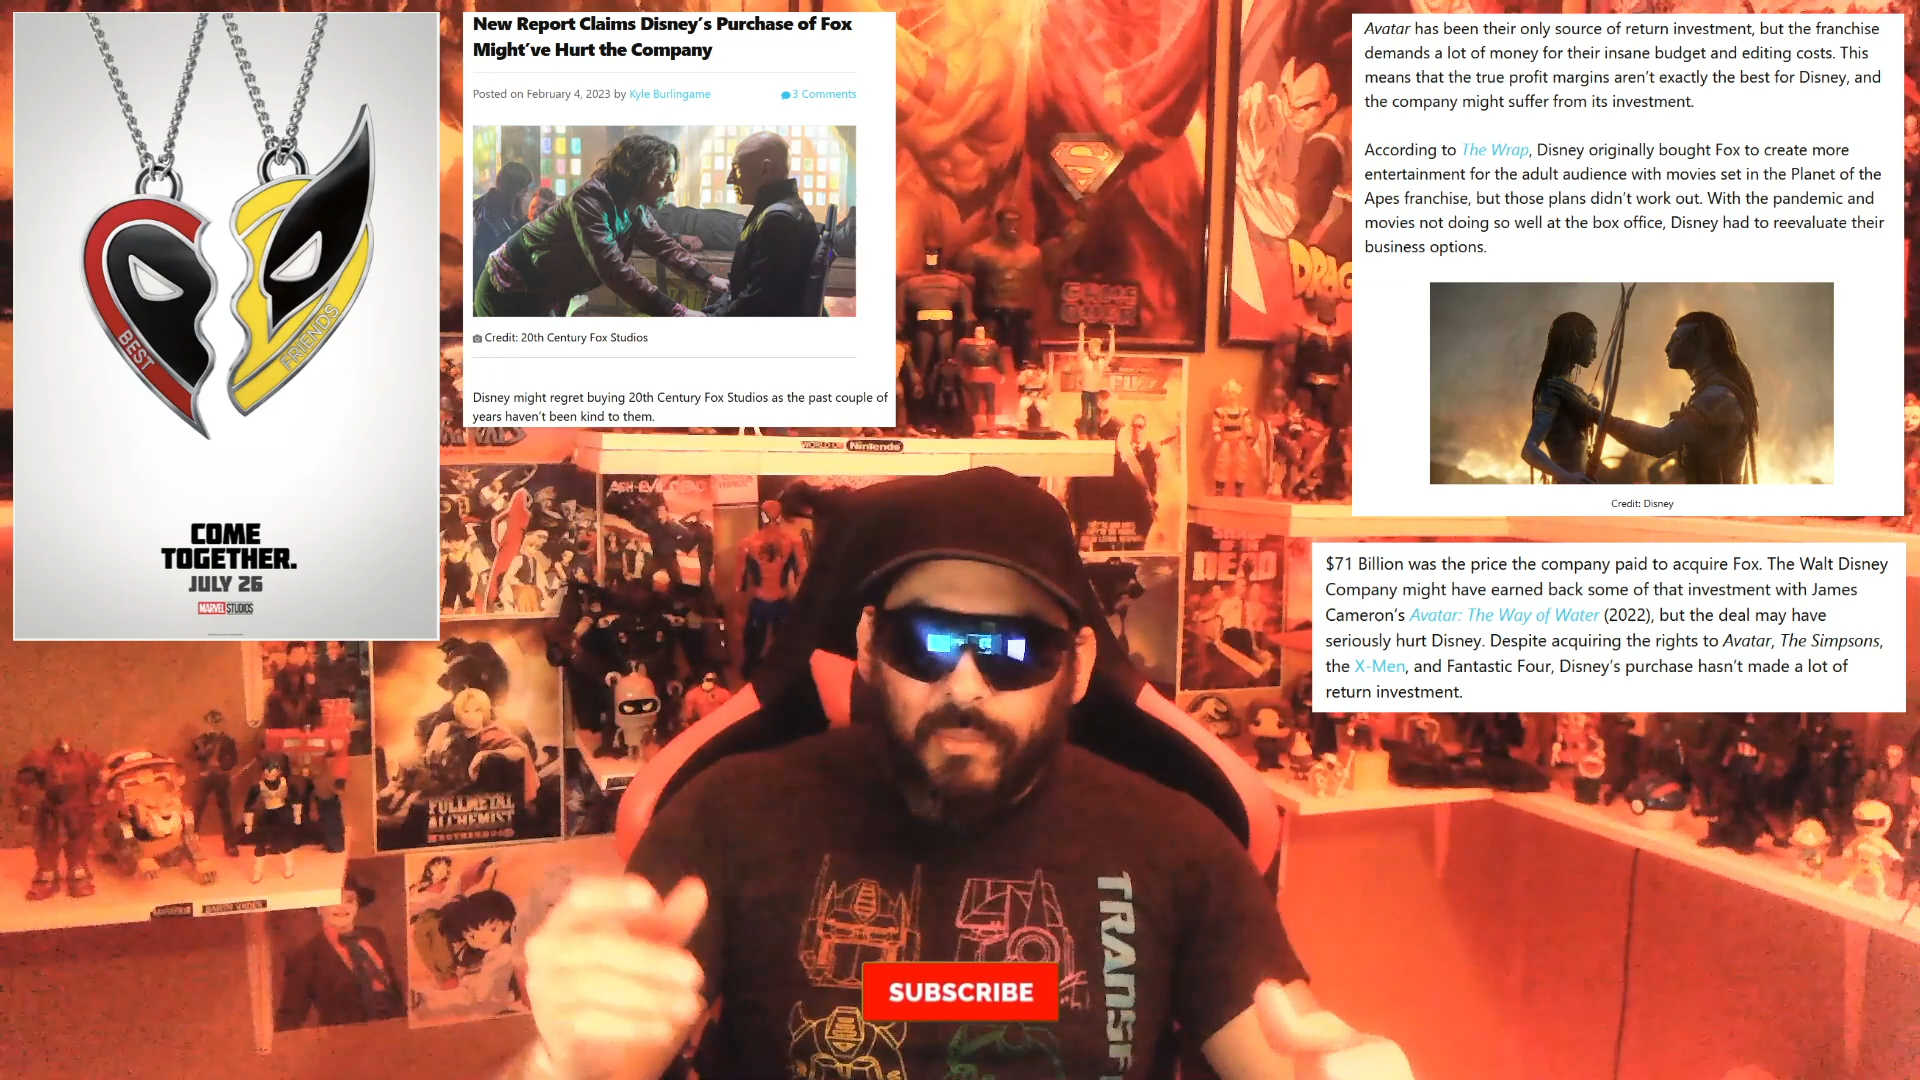 BEST
FRIENDS
COME
TOGETHER.
JULY 26
MARVEL STUDIOS
New Report Claims Disney's Purchase of Fox
Might've Hurt the Company
Posted on February 4, 2023 by Kyle Burlingame
3 Comments
Credit: 20th Century Fox Studios
Disney might regret buying 20th Century Fox Studios as the past couple of
years haven't been kind to them.
Avatar has been their only source of return investment, but the franchise
demands a lot of money for their insane budget and editing costs. This
means that the true profit margins aren't exactly the best for Disney, and
the company might suffer from its investment.
According to The Wrap, Disney originally bought Fox to create more
entertainment for the adult audience with movies set in the Planet of the
Apes franchise, but those plans didn't work out. With the pandemic and
movies not doing so well at the box office, Disney had to reevaluate their
business options.
Credit: Disney
$71 Billion was the price the company paid to acquire Fox. The Walt Disney
Company might have earned back some of that investment with James
Cameron's Avatar: The Way of Water (2022), but the deal may have
seriously hurt Disney. Despite acquiring the rights to Avatar, The Simpsons,
the X-Men, and Fantastic Four, Disney's purchase hasn't made a lot of
return investment.
DRAG
WORLD OF Nintendo
DEAD
FULLMETAL
ALCHEMIST
BROTHERHOOD
DARTH VADER
TRANSF
SUBSCRIBE